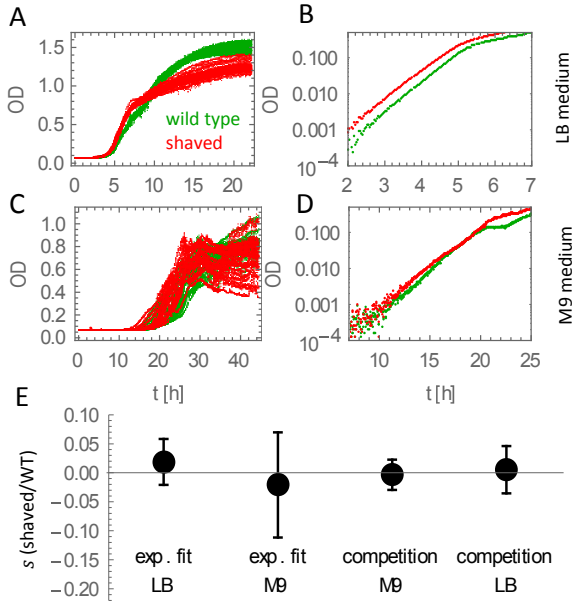 A
OD
1.5
1.0
0.5
0.0
wild type
shaved
0 5 10 15 20
B
OD
0.100
0.010
0.001
10⁻⁴
2 3 4 5 6 7
LB medium
C
OD
1.0
0.8
0.6
0.4
0.2
0.0
0 10 20 30 40
t [h]
D
OD
0.100
0.010
0.001
10⁻⁴
10 15 20 25
t [h]
M9 medium
E
s (shaved/WT)
0.10
0.05
0.00
−0.05
−0.10
−0.15
−0.20
exp. fit exp. fit competition competition
LB M9 M9 LB